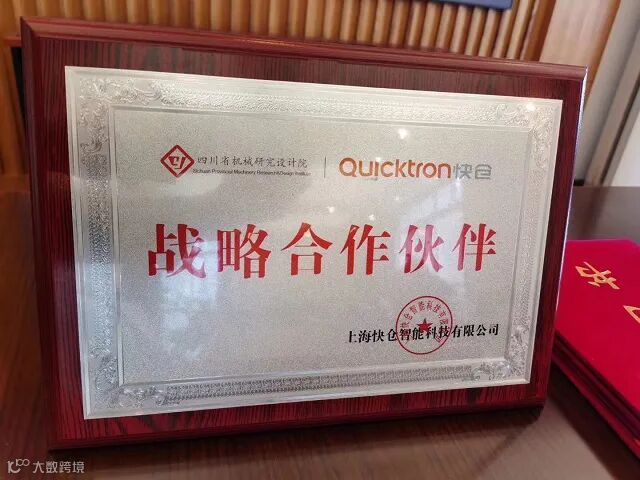 四川省机械研究设计院
Sichuan Provincial Machinery Research&Design Institute
Quicktron快仓
战略合作伙伴
上海快仓智能科技有限公司
大数跨境